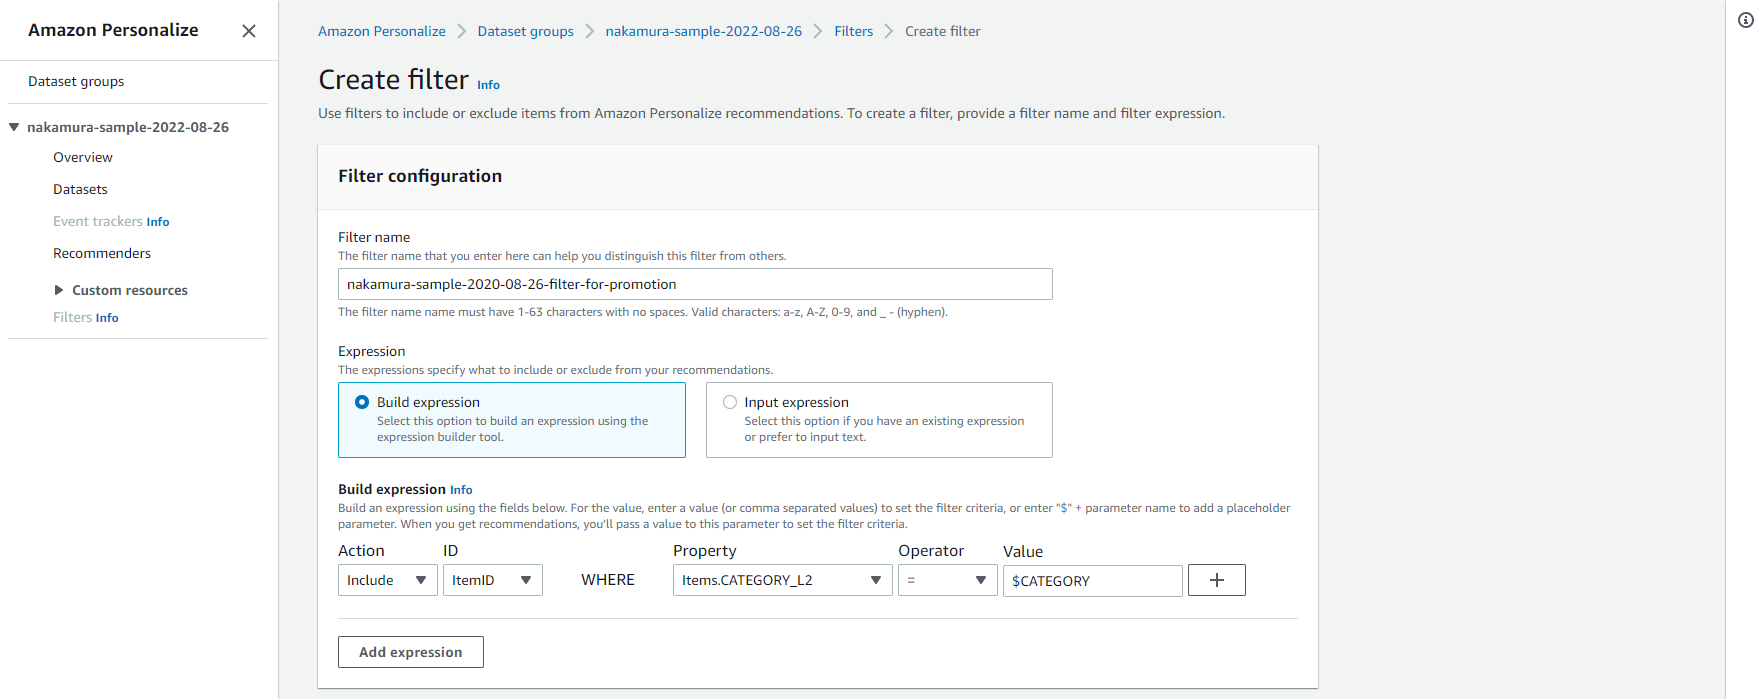 Amazon Personalize
Dataset groups
nakamura-sample-2022-08-26
Overview
Datasets
Event trackers Info
Recommenders
Custom resources
Filters Info
Amazon Personalize Dataset groups nakamura-sample-2022-08-26 Filters Create filter
Create filter Info
Use filters to include or exclude items from Amazon Personalize recommendations. To create a filter, provide a filter name and filter expression.
Filter configuration
Filter name
The filter name that you enter here can help you distinguish this filter from others.
nakamura-sample-2020-08-26-filter-for-promotion
The filter name name must have 1-63 characters with no spaces. Valid characters: a-z, A-Z, 0-9, and _ - (hyphen).
Expression
The expressions specify what to include or exclude from your recommendations.
Build expression
Select this option to build an expression using the
expression builder tool.
Input expression
Select this option if you have an existing expression
or prefer to input text.
Build expression Info
Build an expression using the fields below. For the value, enter a value (or comma separated values) to set the filter criteria, or enter "$" + parameter name to add a placeholder
parameter. When you get recommendations, you'll pass a value to this parameter to set the filter criteria.
Action ID Property Operator Value
Include ItemID WHERE Items.CATEGORY_L2 = $CATEGORY +
Add expression